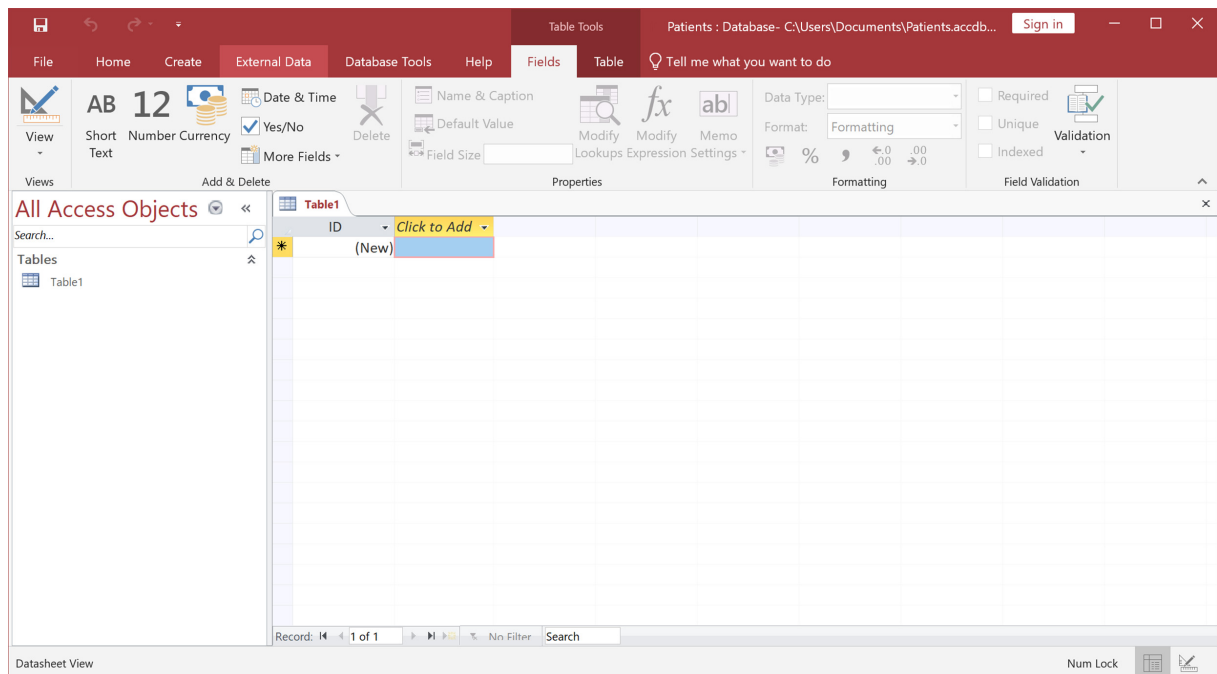 Table Tools
Patients : Database- C:\Users\Documents\Patients.accdb...
Sign in
File Home Create External Data Database Tools Help Fields Table Tell me what you want to do
View
AB
Short Text
12
Number
Currency
Date & Time
Yes/No
More Fields
Delete
Name & Caption
Default Value
Field Size
Modify Lookups
fx
Modify Expression
ab
Memo Settings
Data Type:
Format: Formatting
% , .0 .00 .00 .0
Required
Unique
Indexed
Validation
Views Add & Delete Properties Formatting Field Validation
All Access Objects «
Search...
Tables
Table1
Table1
ID Click to Add
(New)
Record: 1 of 1 No Filter Search
Datasheet View Num Lock